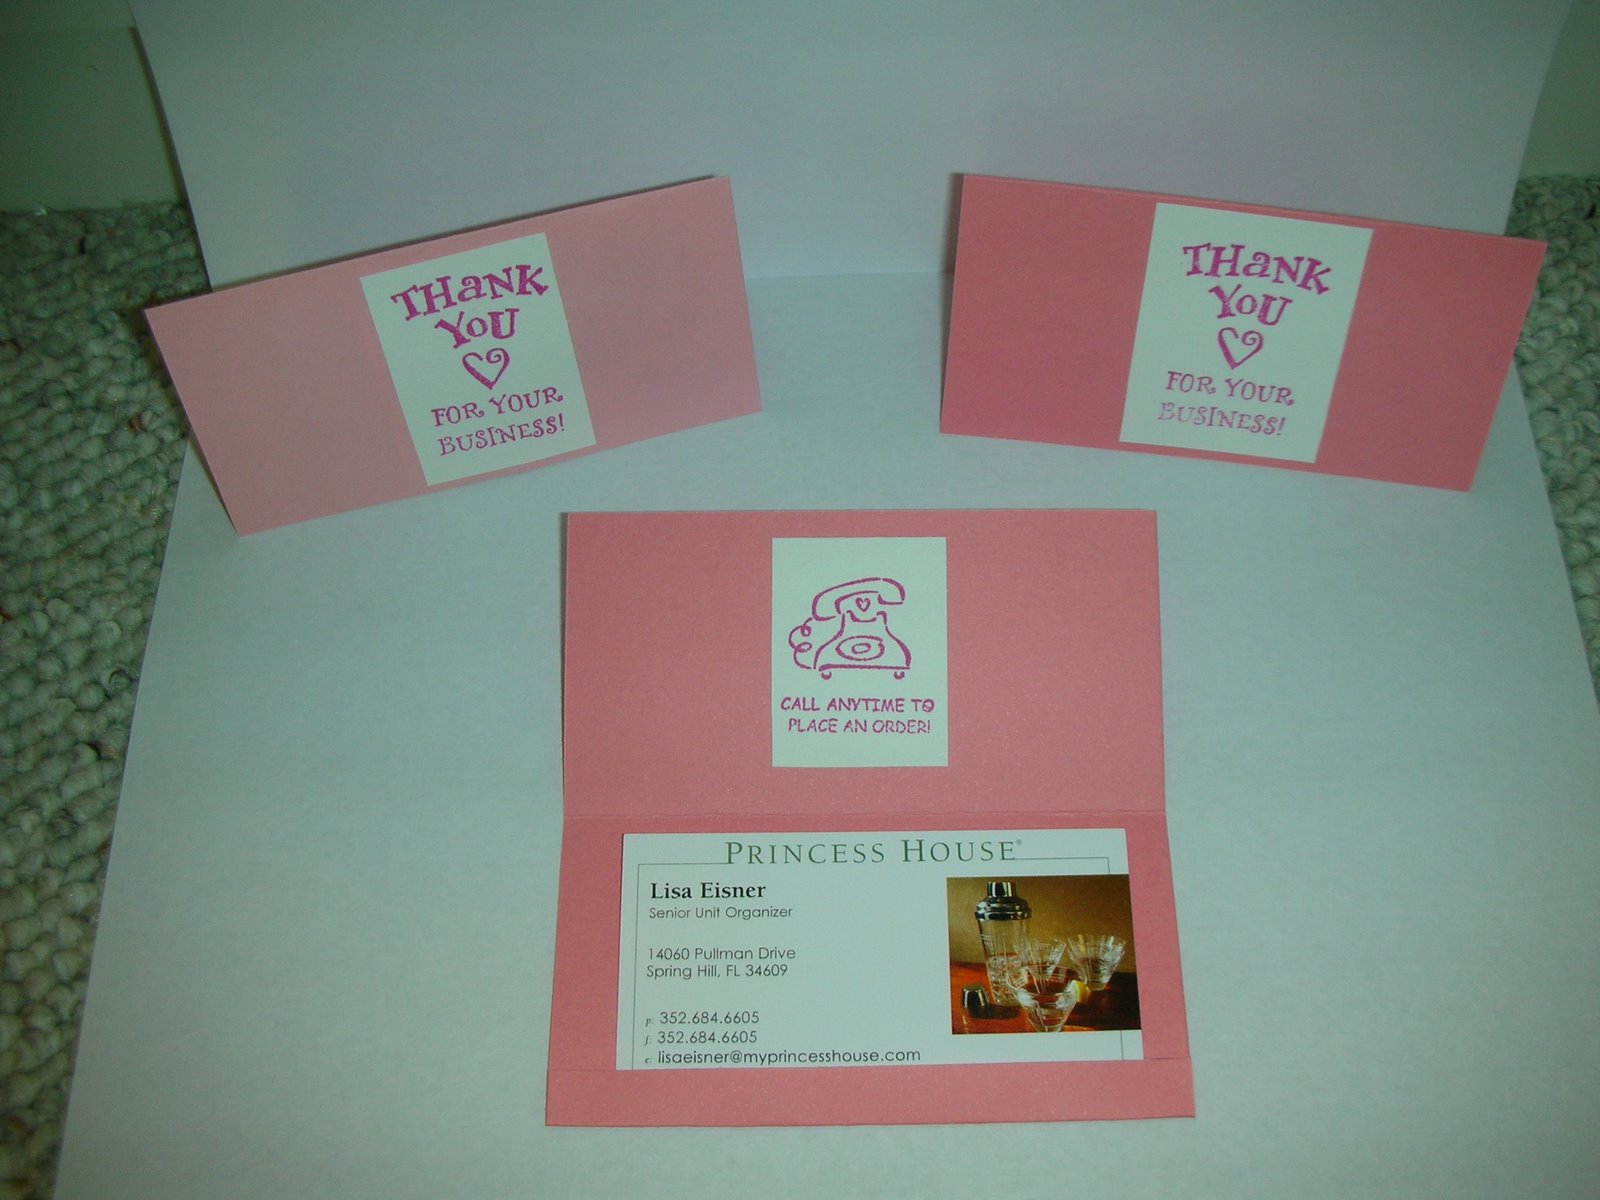 THaNK
YoU
FOR YOUR
BUSINESS!
THaNK
YoU
FOR YOUR
BUSINESS!
CALL ANYTIME TO
PLACE AN ORDER!
PRINCESS HOUSE®
Lisa Eisner
Senior Unit Organizer
14060 Pullman Drive
Spring Hill, FL 34609
p: 352.684.6605
f: 352.684.6605
e: lisaeisner@myprincesshouse.com